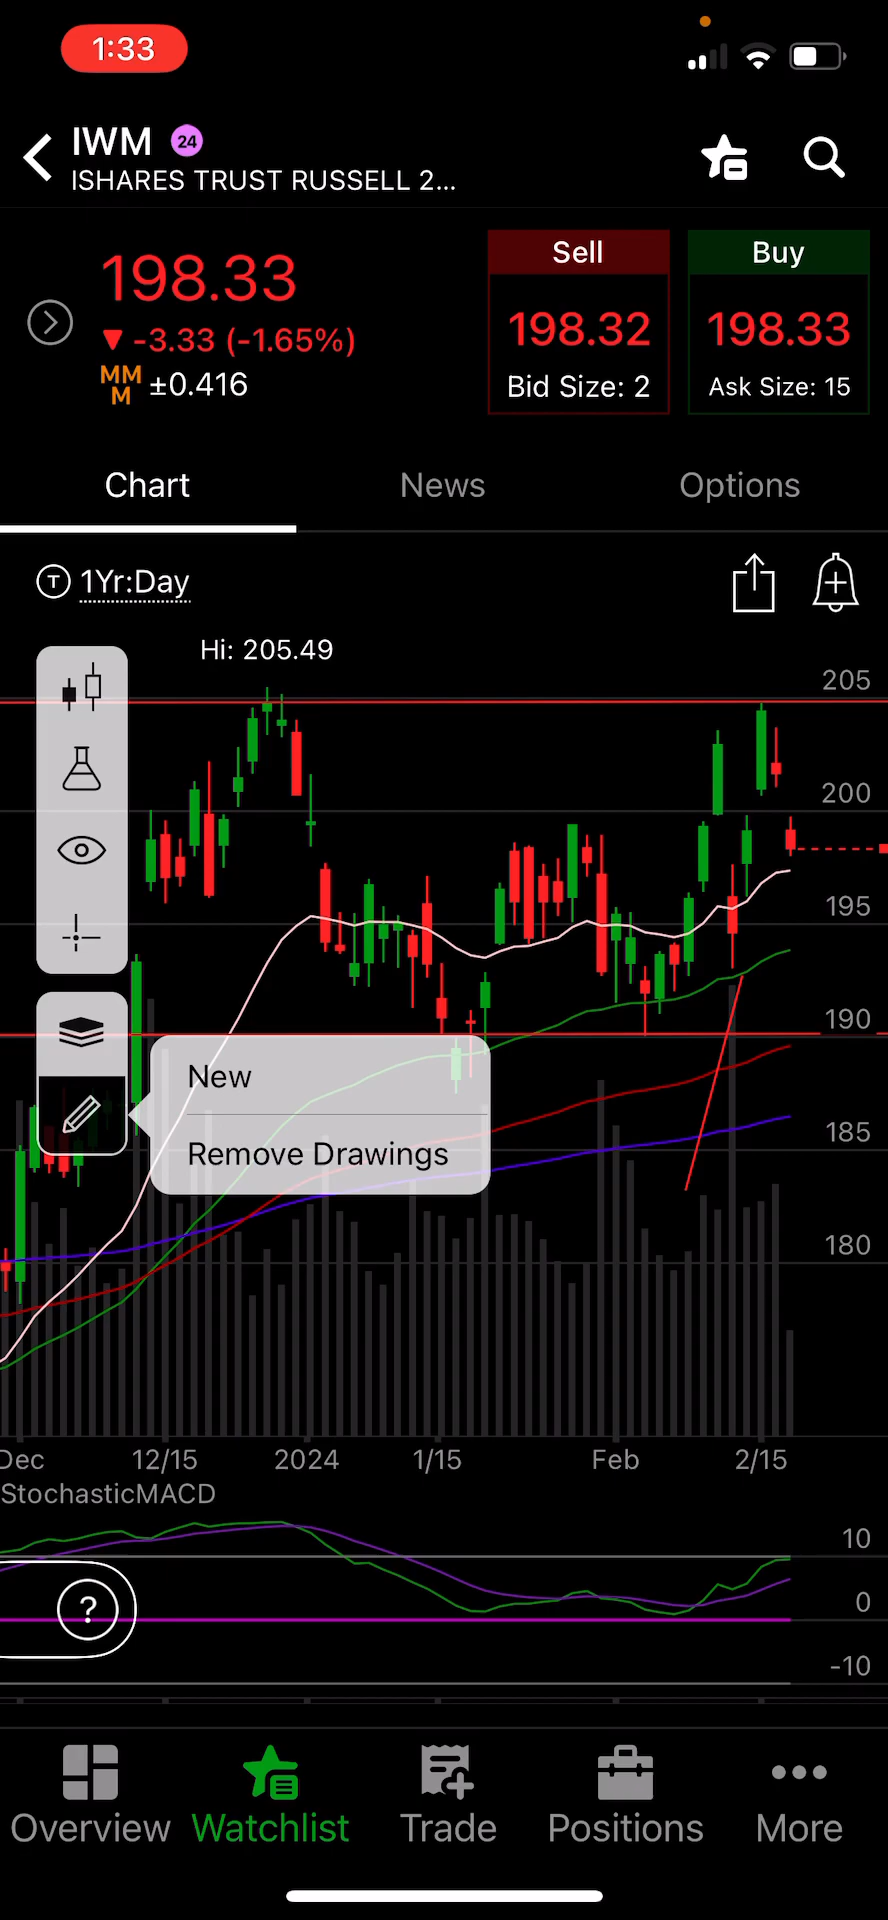 1:33
IWM 24
ISHARES TRUST RUSSELL 2...
198.33
-3.33 (-1.65%)
MM
M
±0.416
Sell
198.32
Bid Size: 2
Buy
198.33
Ask Size: 15
Chart
News
Options
T 1Yr:Day
Hi: 205.49
205
200
195
190
185
180
New
Remove Drawings
Dec
12/15
2024
1/15
Feb
2/15
StochasticMACD
10
0
-10
?
Overview
Watchlist
Trade
Positions
More